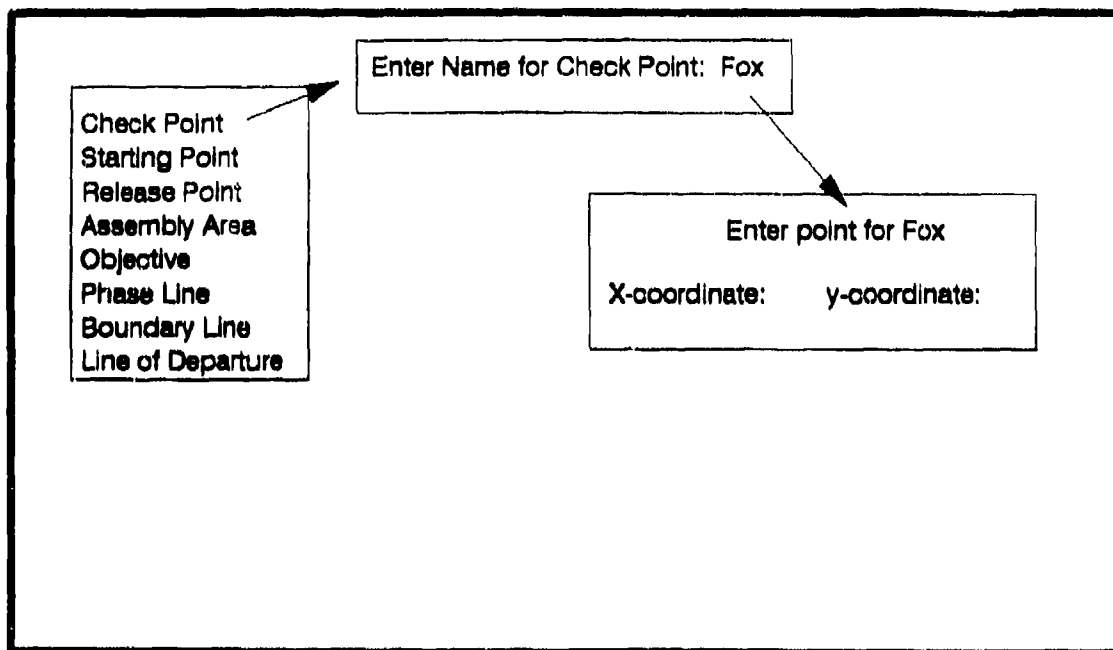 Enter Name for Check Point: Fox
Check Point
Starting Point
Release Point
Assembly Area
Objective
Phase Line
Boundary Line
Line of Departure
Enter point for Fox
X-coordinate: y-coordinate: